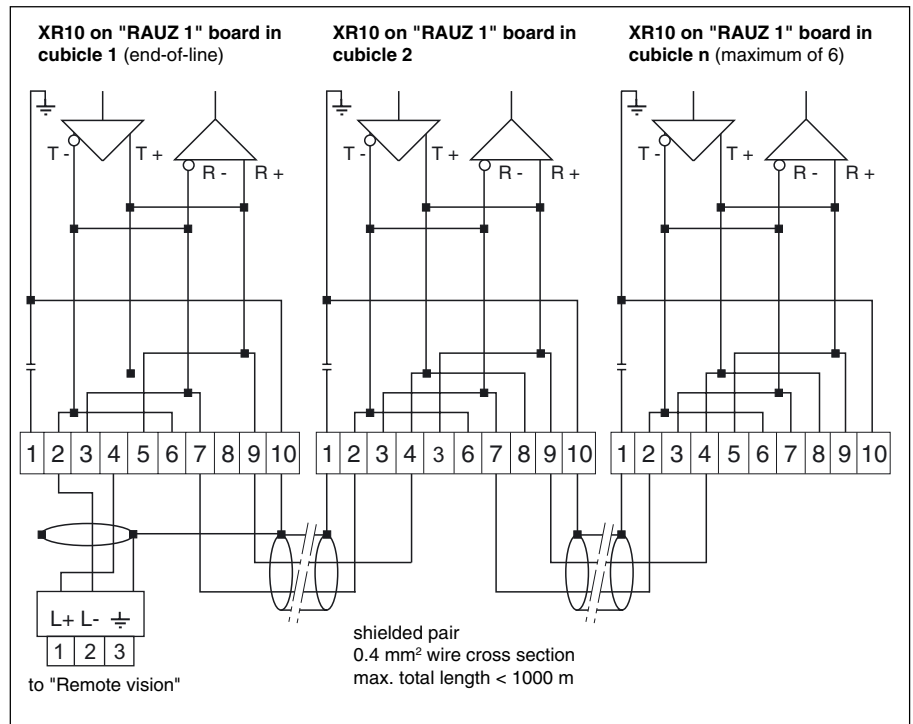 XR10 on "RAUZ 1" board in
cubicle 1 (end-of-line)
XR10 on "RAUZ 1" board in
cubicle 2
XR10 on "RAUZ 1" board in
cubicle n (maximum of 6)
T - T + R - R +
T - T + R - R +
T - T + R - R +
1 2 3 4 5 6 7 8 9 10
1 2 3 4 3 6 7 8 9 10
1 2 3 4 5 6 7 8 9 10
L+ L-
1 2 3
to "Remote vision"
shielded pair
0.4 mm² wire cross section
max. total length < 1000 m